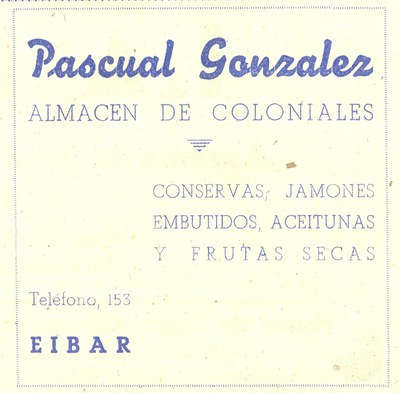 Pascual Gonzalez
ALMACEN DE COLONIALES
CONSERVAS, JAMONES
EMBUTIDOS, ACEITUNAS
Y FRUTAS SECAS
Teléfono, 153
EIBAR